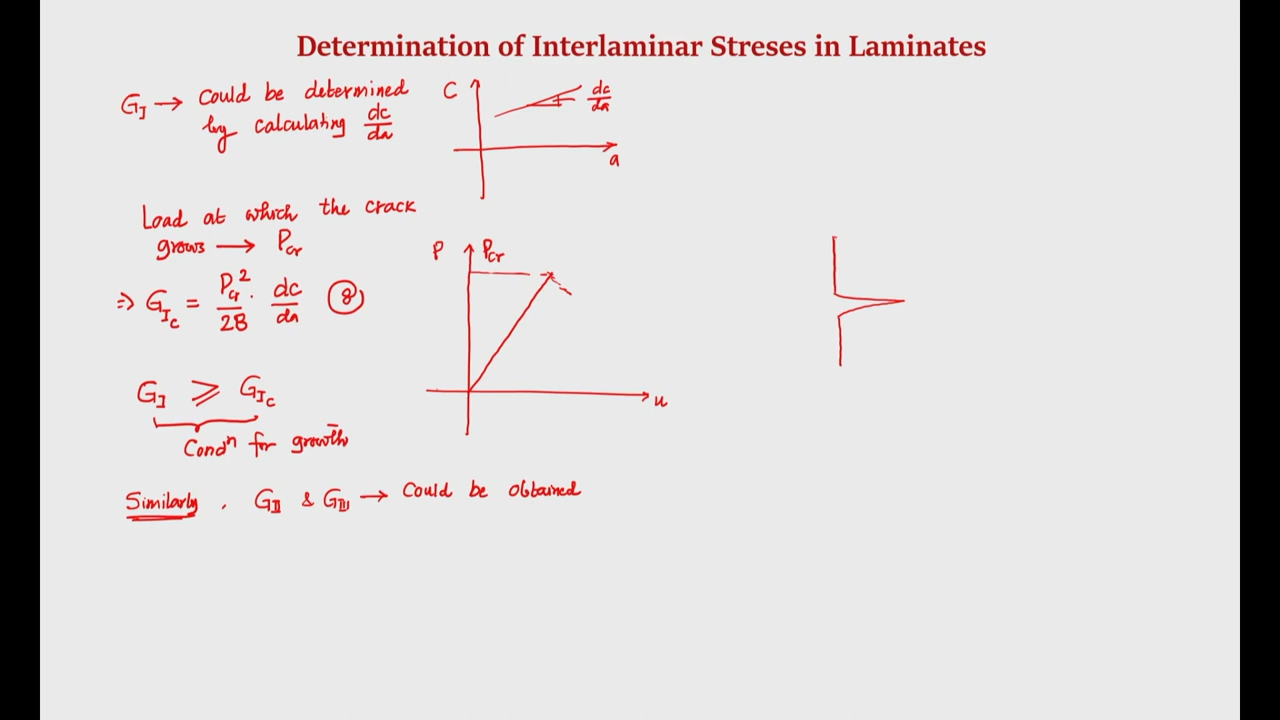 Determination of Interlaminar Streses in Laminates
G_I → Could be determined
by calculating dc/da
C
dc/da
a
Load at which the crack
grows → P_cr
P
P_cr
⇒ G_Ic = P_cr²/2B · dc/da ⑧
u
G_I ⩾ G_Ic
Condⁿ for growth
Similarly, G_II & G_III → Could be obtained